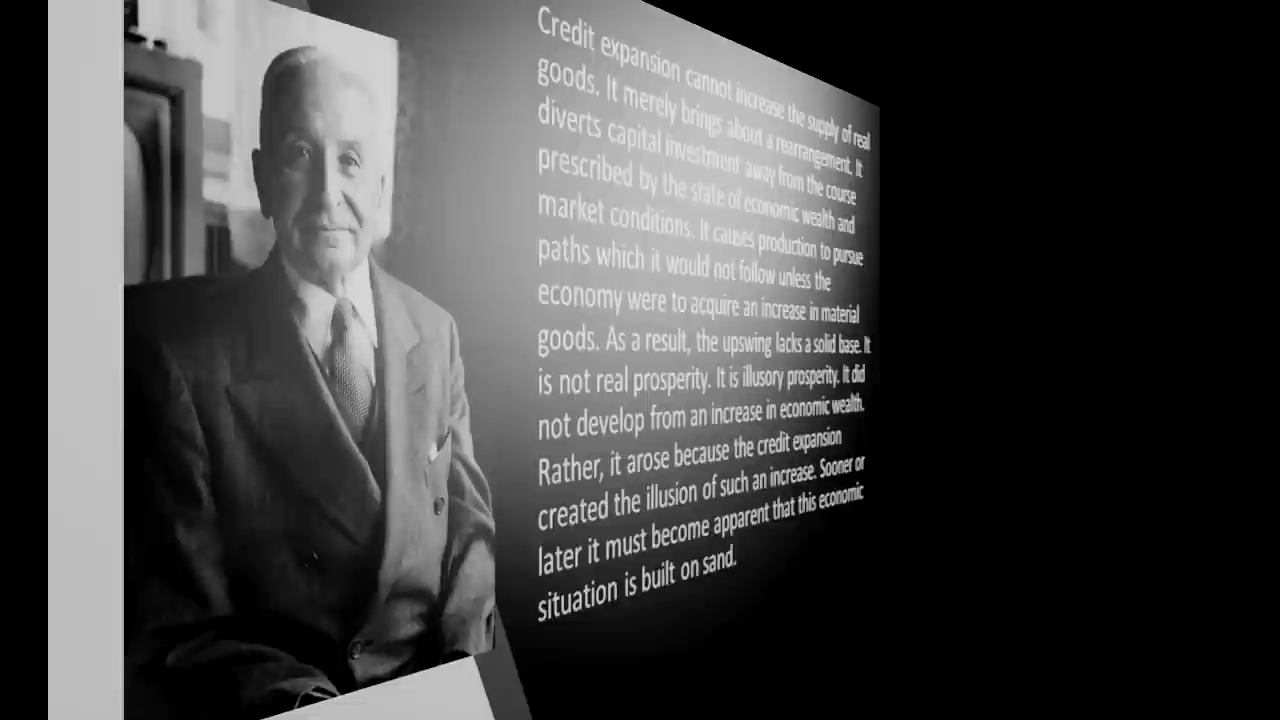 Credit expansion cannot increase the supply of real
goods. It merely brings about a rearrangement. It
diverts capital investment away from the course
prescribed by the state of economic wealth and
market conditions. It causes production to pursue
paths which it would not follow unless the
economy were to acquire an increase in material
goods. As a result, the upswing lacks a solid base. It
is not real prosperity. It is illusory prosperity. It did
not develop from an increase in economic wealth.
Rather, it arose because the credit expansion
created the illusion of such an increase. Sooner or
later it must become apparent that this economic
situation is built on sand.